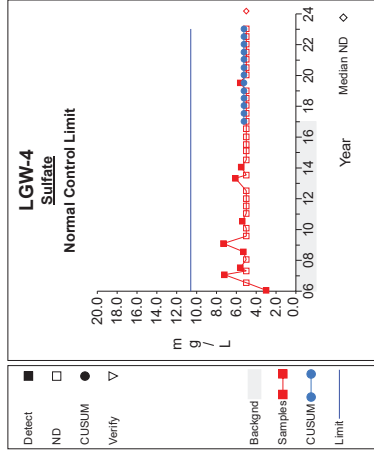 LGW-4
Sulfate
Normal Control Limit
20.0
18.0
16.0
14.0
12.0
10.0
8.0
6.0
4.0
2.0
0.0
m
g /
L
06 08 10 12 14 16 18 20 22 24
Year
Median ND
Detect
ND
CUSUM
Verify
Backgnd
Samples
CUSUM
Limit